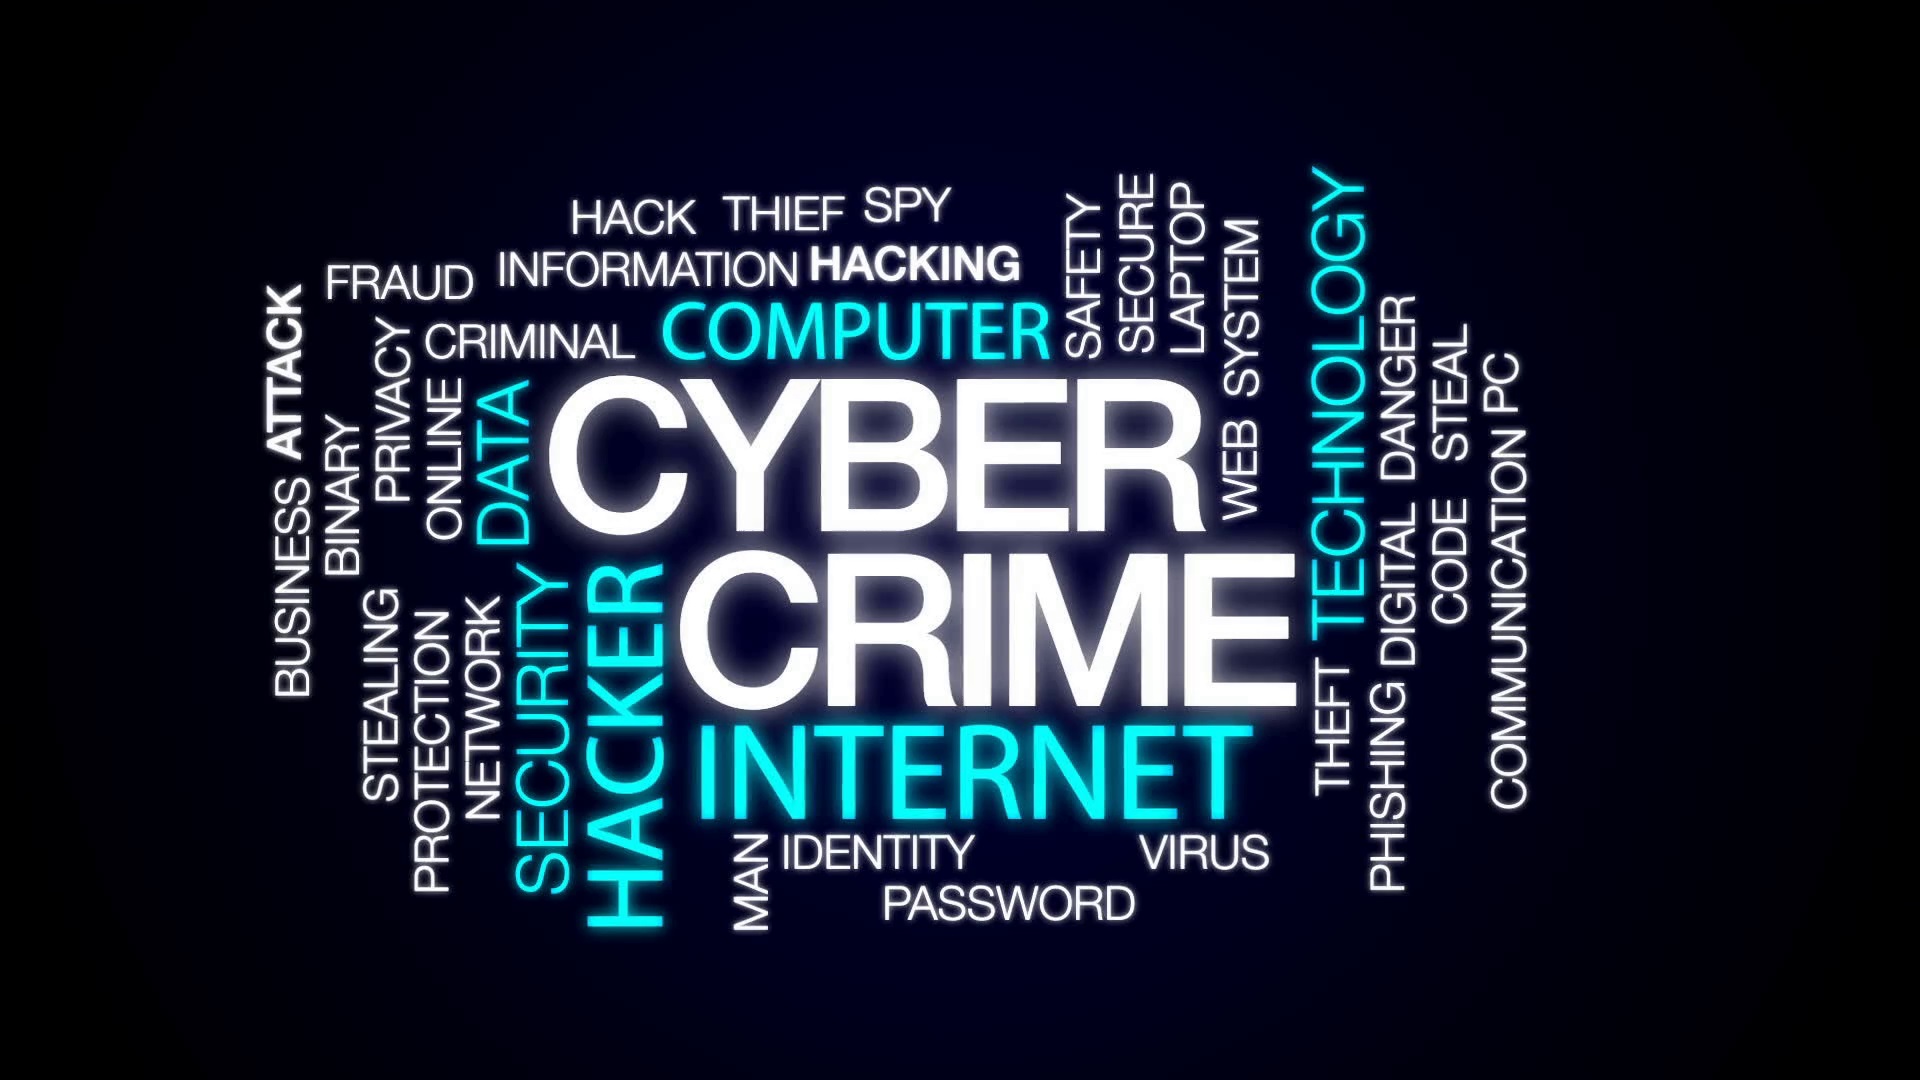 HACK THIEF SPY
INFORMATION HACKING
FRAUD
CRIMINAL COMPUTER
CYBER
CRIME
INTERNET
IDENTITY
VIRUS
PASSWORD
MAN
BUSINESS ATTACK
BINARY
PRIVACY
ONLINE
DATA
STEALING
PROTECTION
NETWORK
SECURITY
HACKER
SAFETY
SECURE
LAPTOP
WEB SYSTEM
THEFT TECHNOLOGY
PHISHING DIGITAL DANGER
CODE STEAL
COMMUNICATION PC